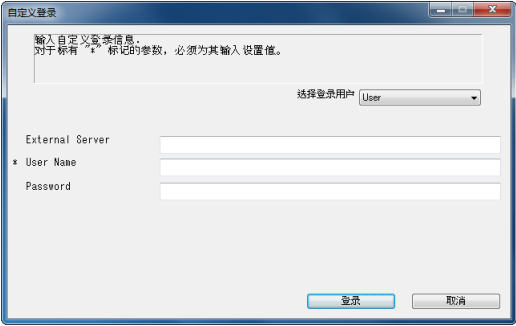 自定义登录
输入自定义登录信息.
对于标有 "*" 标记的参数，必须为其输入设置值。
选择登录用户 User
External Server
* User Name
Password
登录 取消